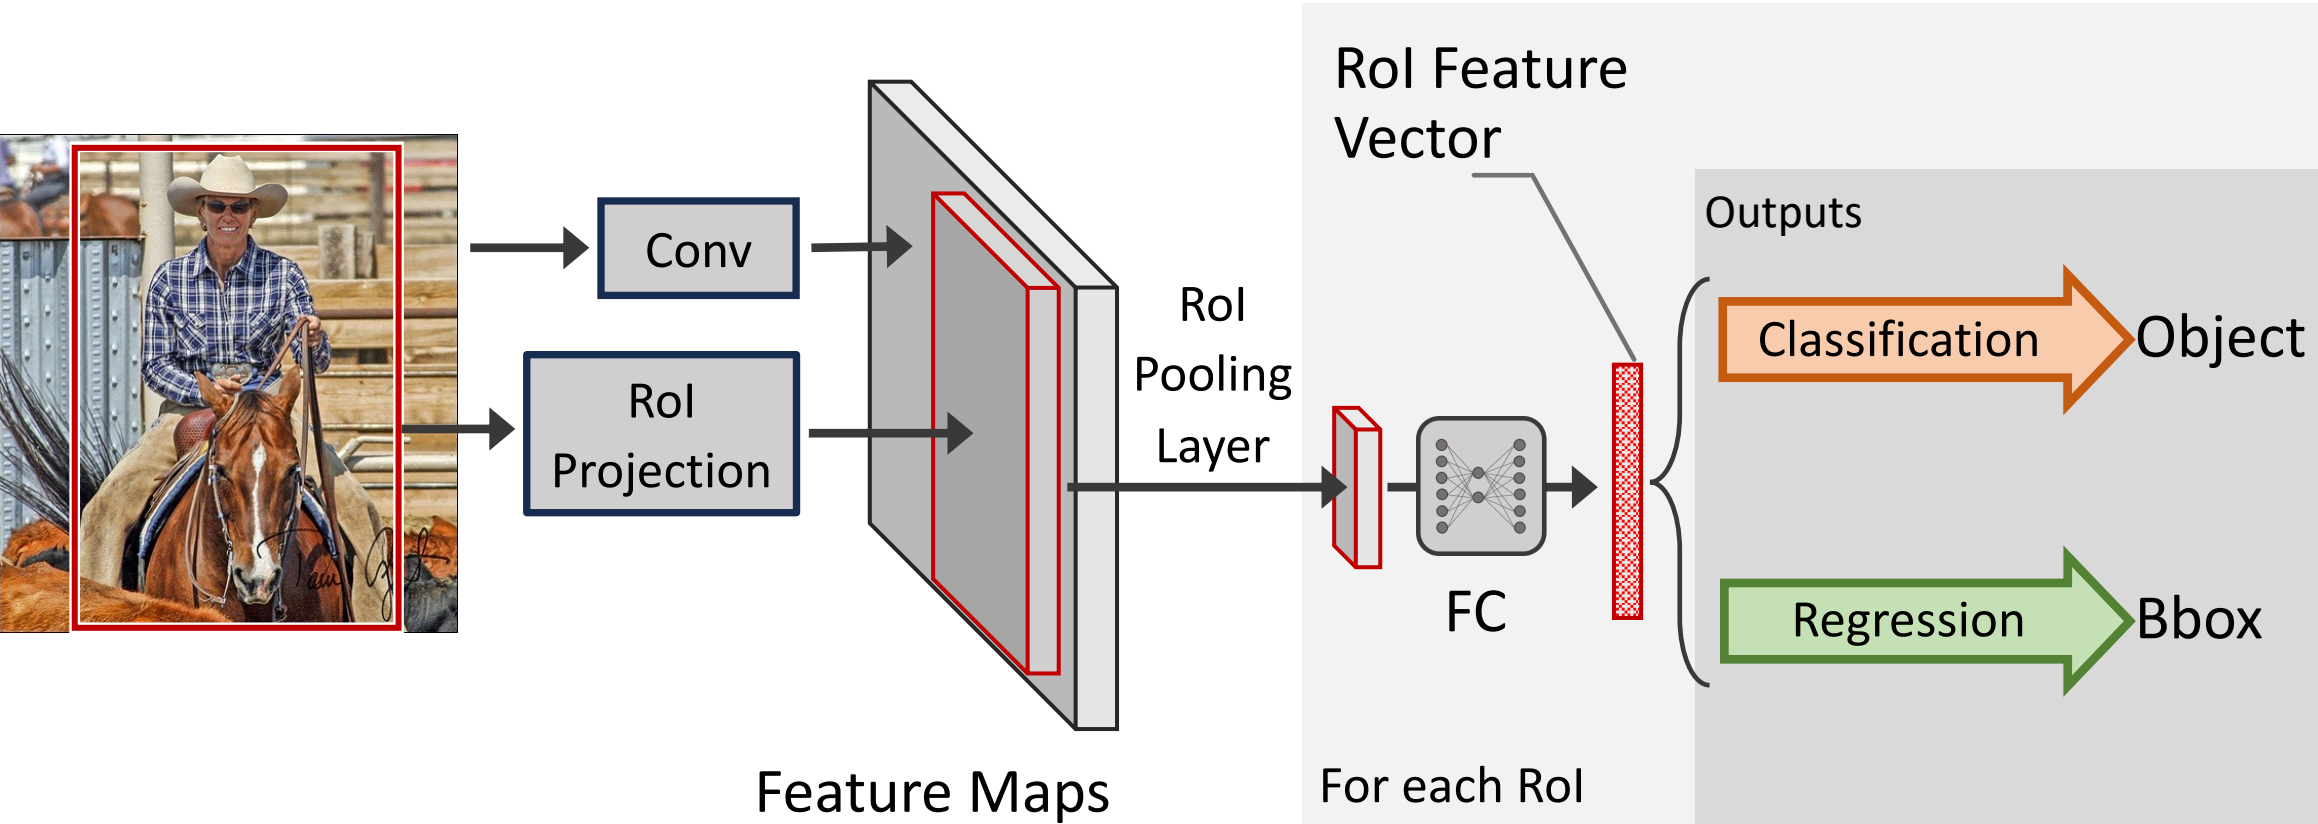 RoI Feature
Vector
Outputs
Conv
RoI
Projection
RoI
Pooling
Layer
Classification
Object
FC
Regression
Bbox
Feature Maps
For each RoI